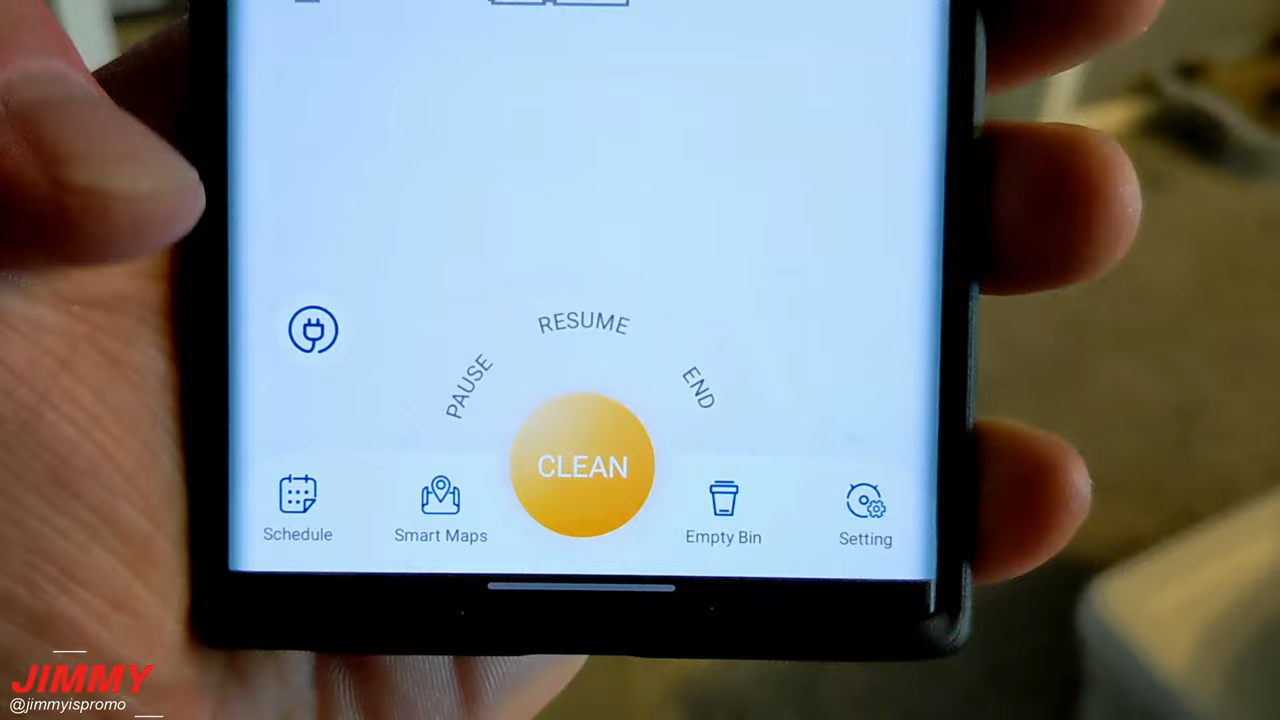 RESUME
PAUSE
END
CLEAN
Schedule
Smart Maps
Empty Bin
Setting
JIMMY
@jimmyispromo